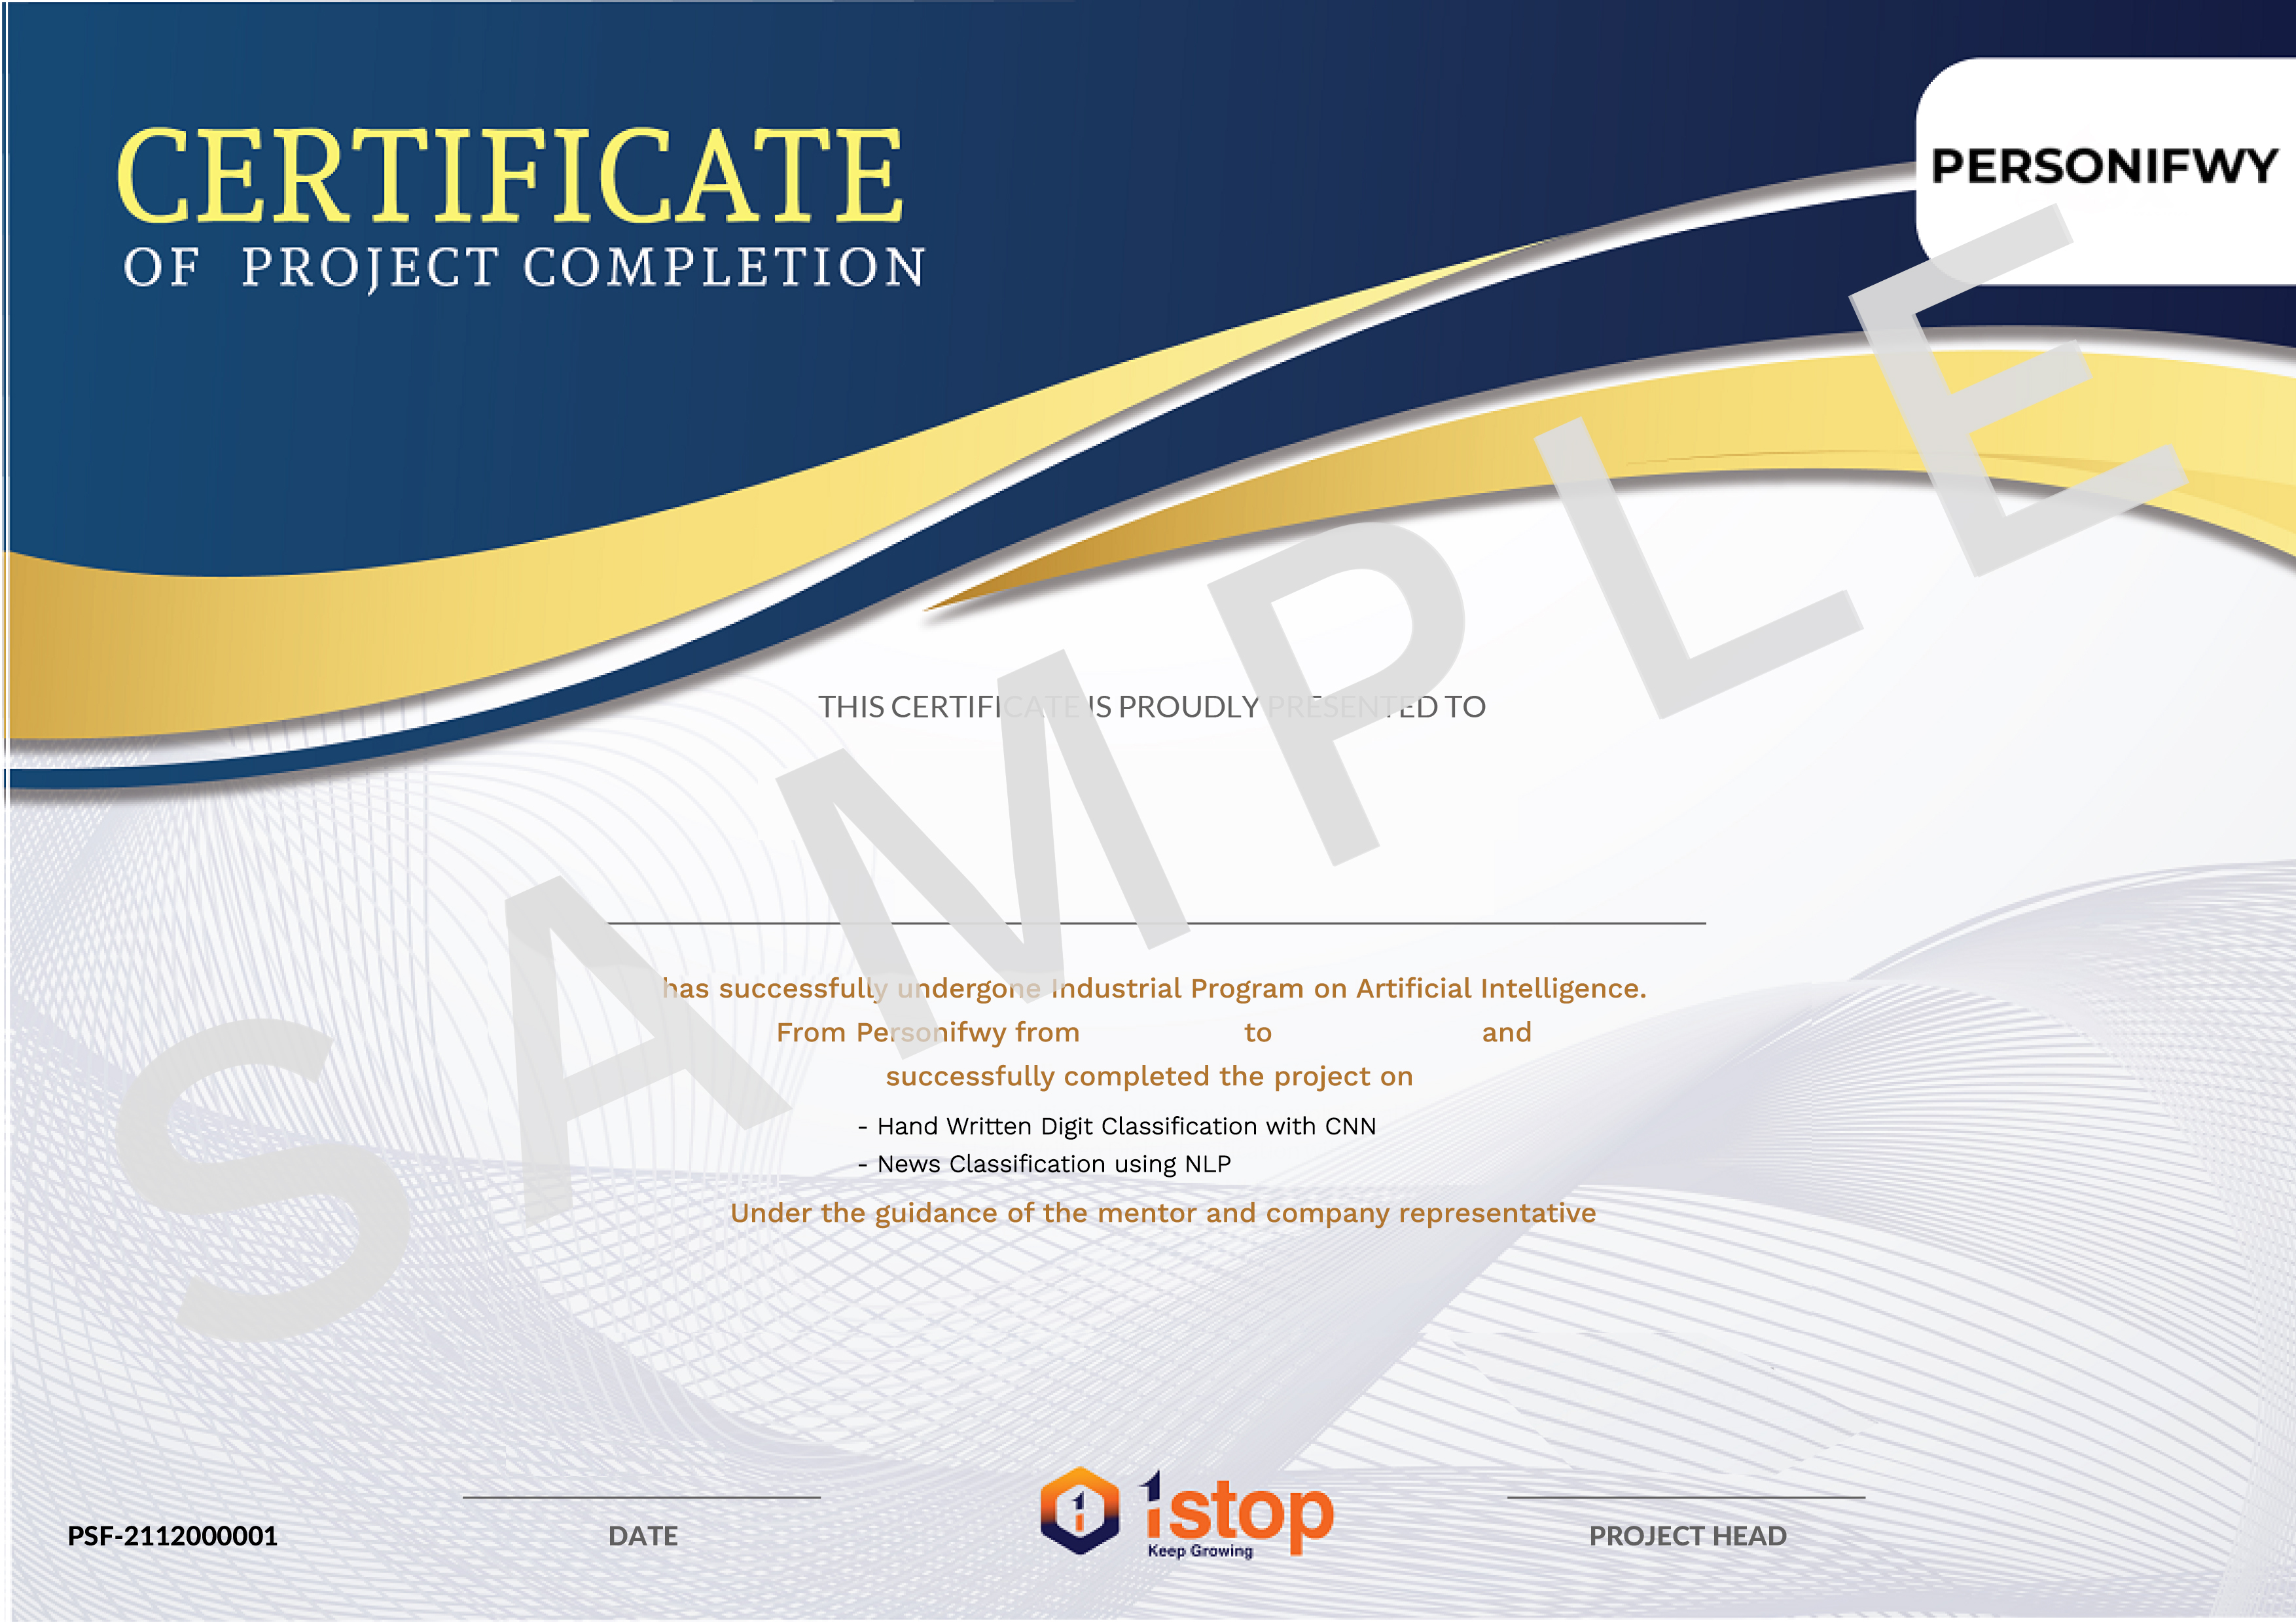 CERTIFICATE
OF PROJECT COMPLETION
PERSONIFWY
THIS CERTIFICATE IS PROUDLY PRESENTED TO
has successfully undergone Industrial Program on Artificial Intelligence.
From Personifwy from to and
successfully completed the project on
- Hand Written Digit Classification with CNN
- News Classification using NLP
Under the guidance of the mentor and company representative
SAMPLE
PSF-2112000001
DATE
1
1stop
Keep Growing
PROJECT HEAD